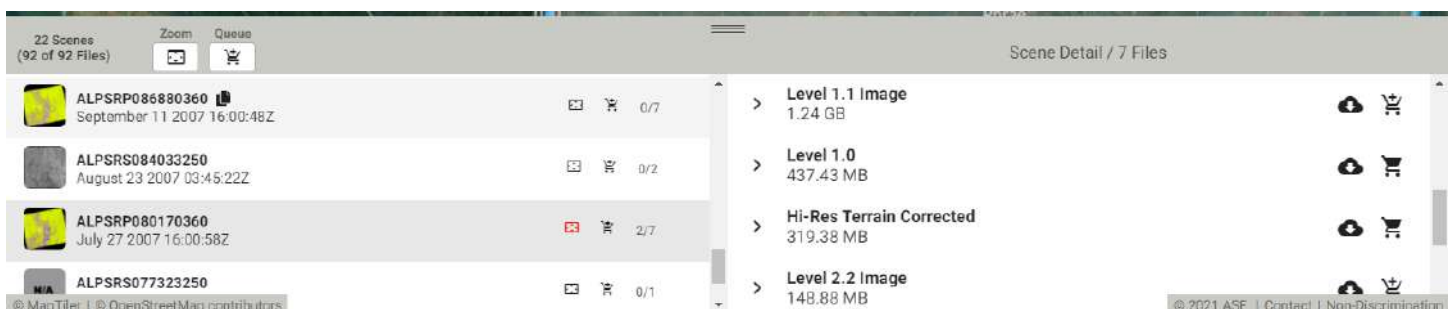 22 Scenes
(92 of 92 Files)
Zoom
Queue
Scene Detail / 7 Files
ALPSRP086880360
September 11 2007 16:00:48Z
0/7
ALPSRS084033250
August 23 2007 03:45:22Z
0/2
ALPSRP080170360
July 27 2007 16:00:58Z
2/7
N/A
ALPSRS077323250
0/1
© MapTiler | © OpenStreetMap contributors
Level 1.1 Image
1.24 GB
Level 1.0
437.43 MB
Hi-Res Terrain Corrected
319.38 MB
Level 2.2 Image
148.88 MB
© 2021 ASF | Contact | Non-Discrimination